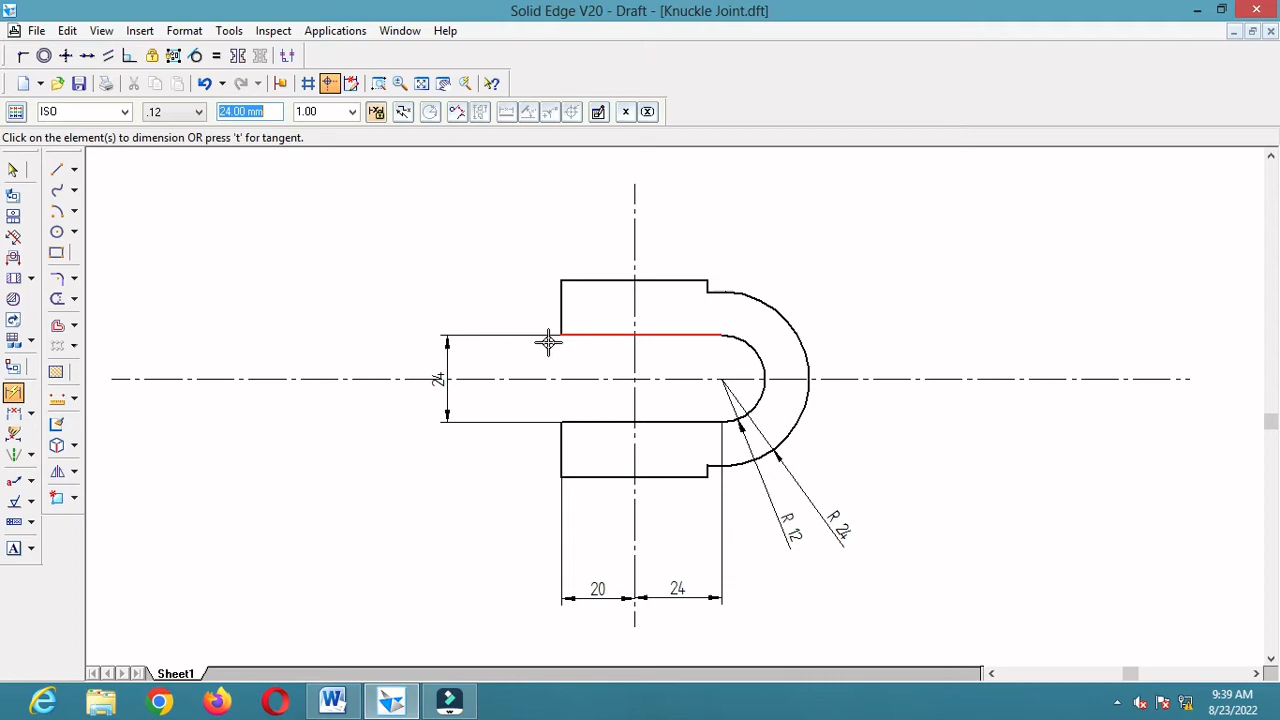 Solid Edge V20 - Draft - [Knuckle Joint.dft]
File Edit View Insert Format Tools Inspect Applications Window Help
ISO .12 24.00 mm 1.00
Click on the element(s) to dimension OR press 't' for tangent.
24
R 12
R 24
20 24
Sheet1
9:39 AM
8/23/2022